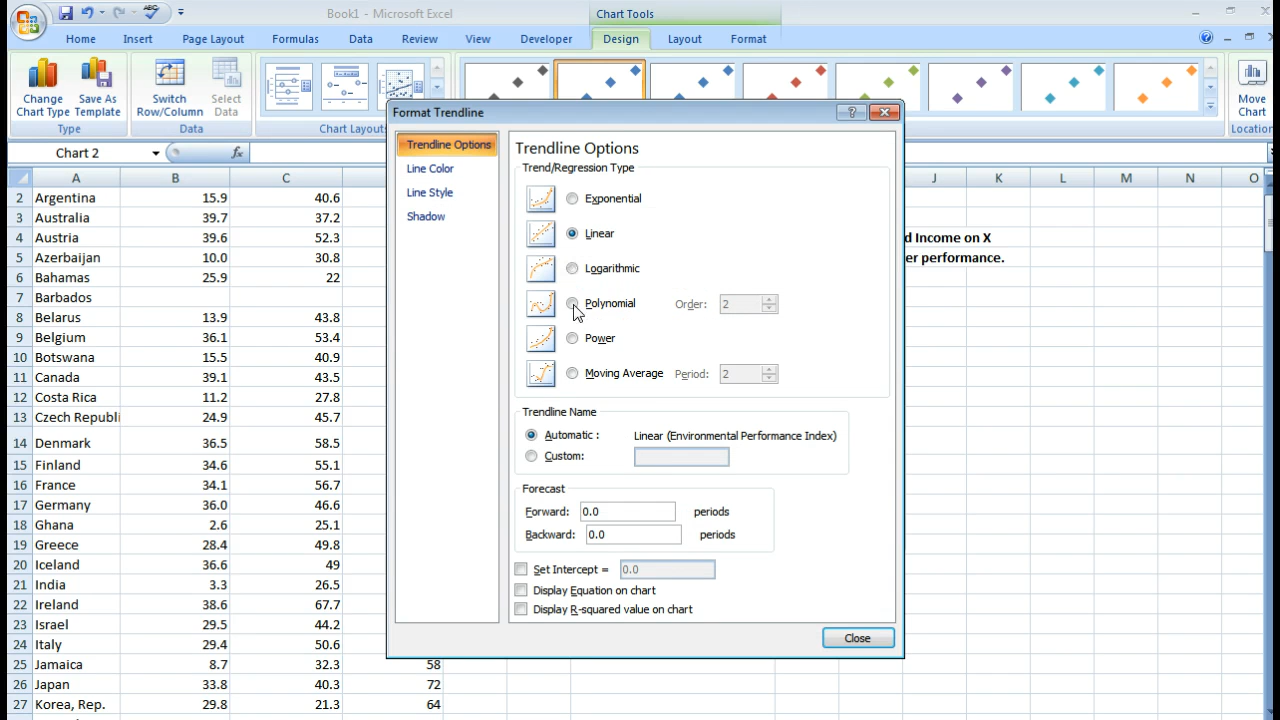 Book1 - Microsoft Excel
Chart Tools
Home Insert Page Layout Formulas Data Review View Developer Design Layout Format
Change Chart Type
Save As Template
Switch Row/Column
Select Data
Move Chart
Type Data Chart Layouts Location
Chart 2 fx
Format Trendline
Trendline Options
Line Color
Line Style
Shadow
Trendline Options
Trend/Regression Type
Exponential
Linear
Logarithmic
Polynomial Order: 2
Power
Moving Average Period: 2
Trendline Name
Automatic : Linear (Environmental Performance Index)
Custom:
Forecast
Forward: 0.0 periods
Backward: 0.0 periods
Set Intercept = 0.0
Display Equation on chart
Display R-squared value on chart
Close
A B C J K L M N O
2 Argentina 15.9 40.6
3 Australia 39.7 37.2
4 Austria 39.6 52.3 d Income on X
5 Azerbaijan 10.0 30.8 er performance.
6 Bahamas 25.9 22
7 Barbados
8 Belarus 13.9 43.8
9 Belgium 36.1 53.4
10 Botswana 15.5 40.9
11 Canada 39.1 43.5
12 Costa Rica 11.2 27.8
13 Czech Republi 24.9 45.7
14 Denmark 36.5 58.5
15 Finland 34.6 55.1
16 France 34.1 56.7
17 Germany 36.0 46.6
18 Ghana 2.6 25.1
19 Greece 28.4 49.8
20 Iceland 36.6 49
21 India 3.3 26.5
22 Ireland 38.6 67.7
23 Israel 29.5 44.2
24 Italy 29.4 50.6
25 Jamaica 8.7 32.3 58
26 Japan 33.8 40.3 72
27 Korea, Rep. 29.8 21.3 64